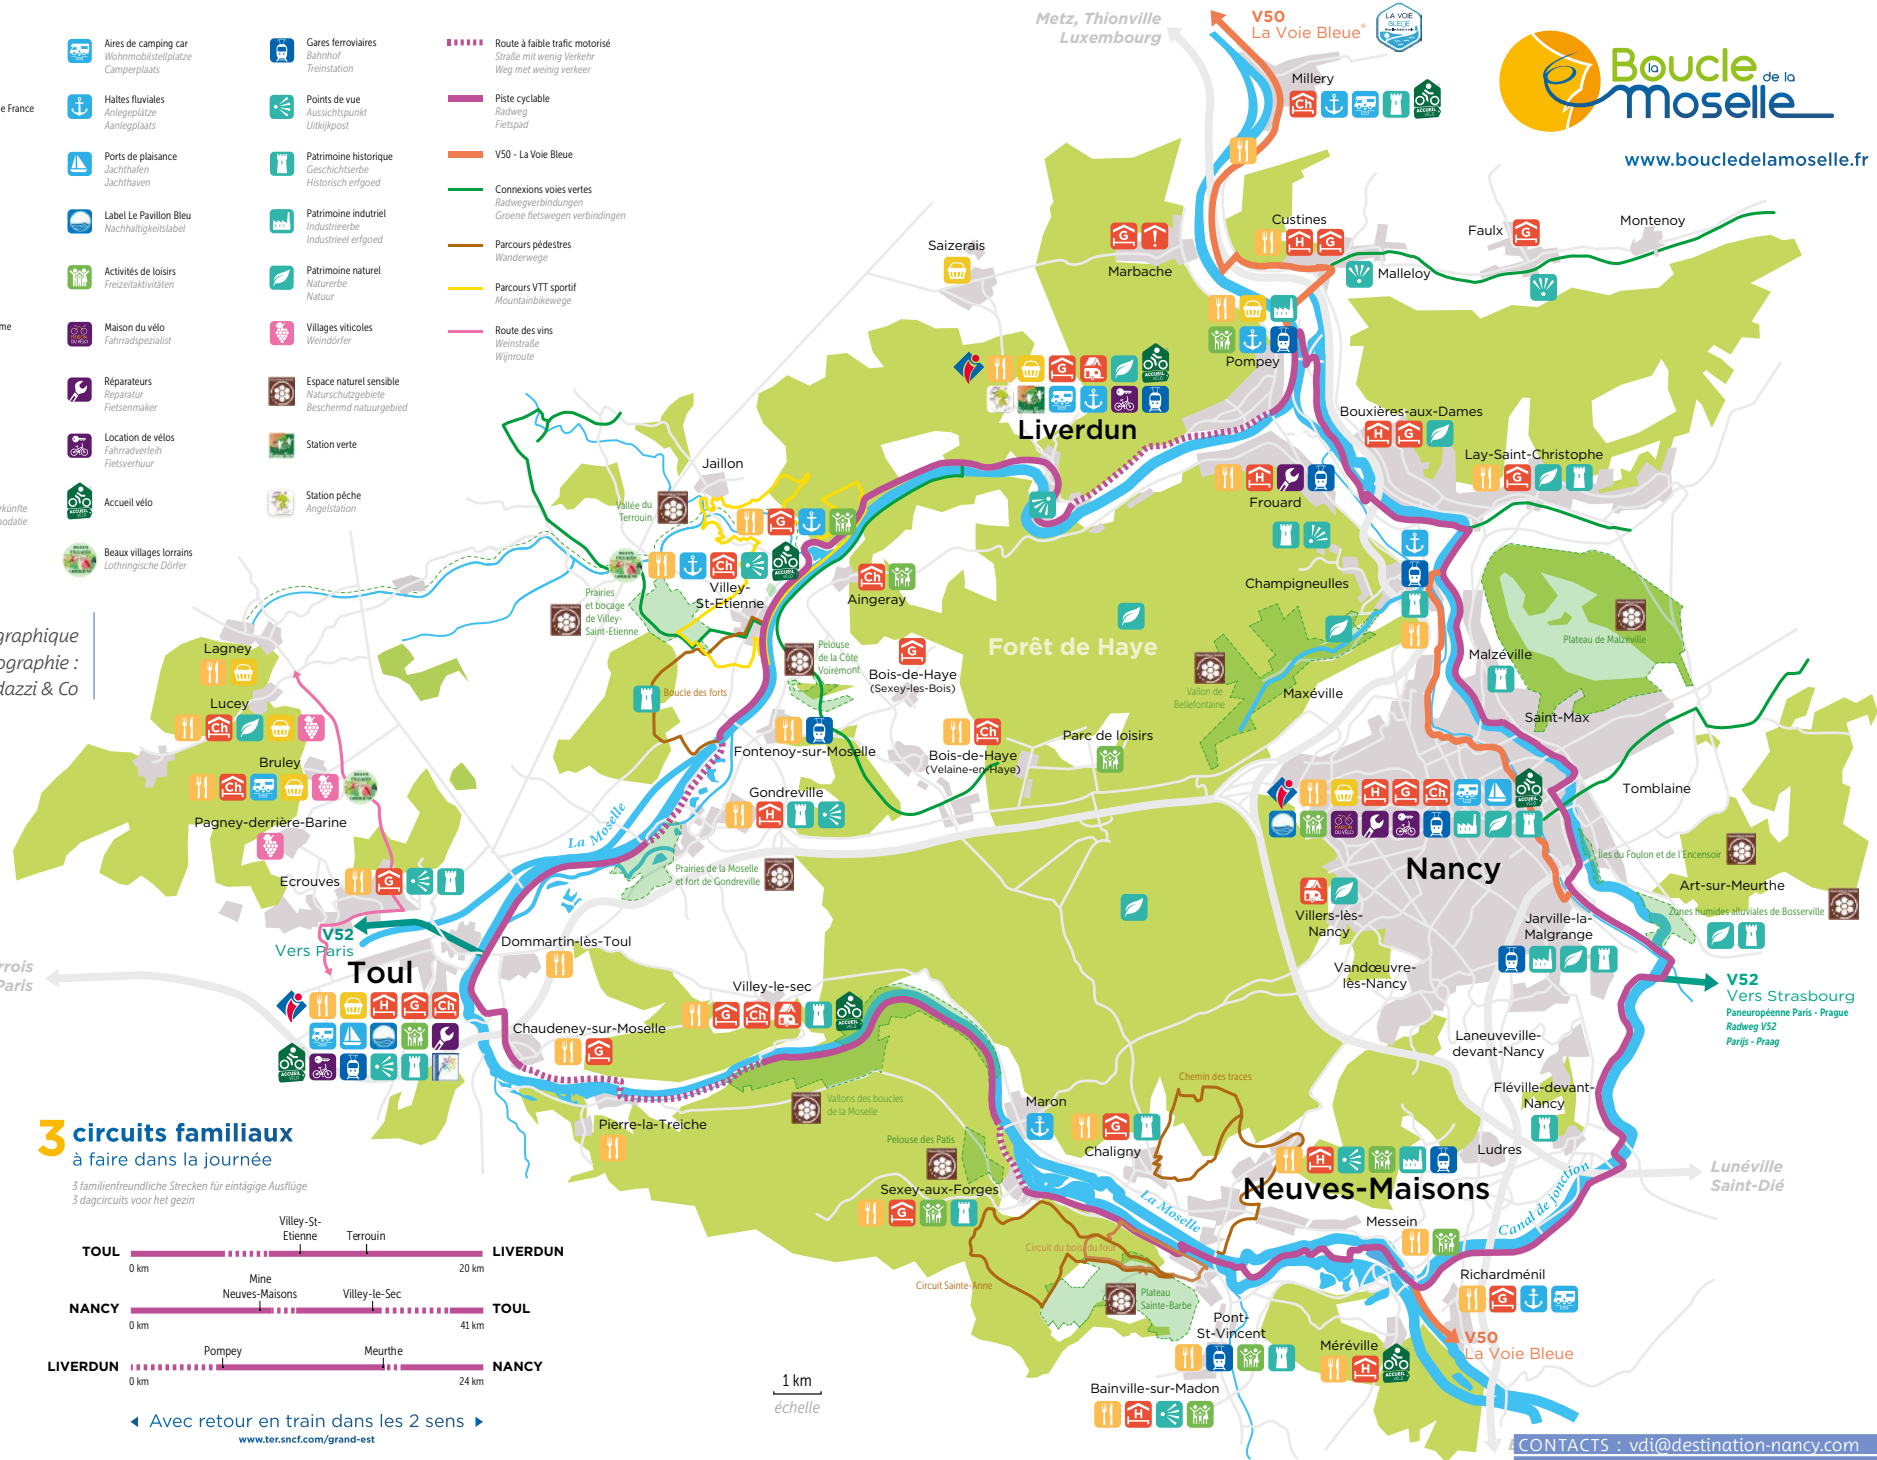 e France
me
rkünfte
odatie
Aires de camping car
Wohnmobilstellplatze
Camperplaats
Haltes fluviales
Anlegeplätze
Aanlegplaats
Ports de plaisance
Jachthafen
Jachthaven
Label Le Pavillon Bleu
Nachhaltigkeitslabel
Activités de loisirs
Freizeitaktivitäten
Maison du vélo
Fahrradspezialist
Réparateurs
Reparatur
Fietsenmaker
Location de vélos
Fahrradverleih
Fietsverhuur
Accueil vélo
Beaux villages lorrains
Lothringische Dörfer
Gares ferroviaires
Bahnhof
Treinstation
Points de vue
Aussichtspunkt
Uitkijkpost
Patrimoine historique
Geschichtserbe
Historisch erfgoed
Patrimoine indutriel
Industrieerbe
Industrieel erfgoed
Patrimoine naturel
Naturerbe
Natuur
Villages viticoles
Weindörfer
Espace naturel sensible
Naturschutzgebiete
Beschermd natuurgebied
Station verte
Station pêche
Angelstation
Route à faible trafic motorisé
Straße mit wenig Verkehr
Weg met weinig verkeer
Piste cyclable
Radweg
Fietspad
V50 - La Voie Bleue
Connexions voies vertes
Radwegverbindungen
Groene fietswegen verbindingen
Parcours pédestres
Wanderwege
Parcours VTT sportif
Mountainbikewege
Route des vins
Weinstraße
Wijnroute
Metz, Thionville
Luxembourg
V50
La Voie Bleue®
LA VOIE
BLEUE
la Boucle de la
Moselle
www.boucledelamoselle.fr
Millery
Custines
Faulx
Montenoy
Malleloy
Marbache
Saizerais
Pompey
Liverdun
Bouxières-aux-Dames
Lay-Saint-Christophe
Frouard
Champigneulles
Jaillon
Vallée du
Terrouin
Villey-
St-Etienne
Aingeray
Prairies
et bocage
de Villey-
Saint-Etienne
Pelouse
de la Côte
Voirémont
Bois-de-Haye
(Sexey-les-Bois)
Forêt de Haye
Plateau de Malzéville
Malzéville
Vallon de
Bellefontaine
Maxéville
Saint-Max
Boucle des forts
Fontenoy-sur-Moselle
Bois-de-Haye
(Velaine-en-Haye)
Parc de loisirs
Tomblaine
graphique
ographie :
dazzi & Co
Lagney
Lucey
Bruley
Pagney-derrière-Barine
Ecrouves
Gondreville
La Moselle
Prairies de la Moselle
et fort de Gondreville
Nancy
Îles du Foulon et de l'Encensoir
Art-sur-Meurthe
Zones humides alluviales de Bosserville
Villers-lès-
Nancy
Jarville-la-
Malgrange
Vandœuvre-
lès-Nancy
V52
Vers Paris
Toul
rrois
Paris
Dommartin-lès-Toul
Villey-le-sec
Chaudeney-sur-Moselle
V52
Vers Strasbourg
Paneuropéenne Paris - Prague
Radweg V52
Parijs - Praag
Laneuveville-
devant-Nancy
Fléville-devant-
Nancy
Chemin des traces
Vallons des boucles
de la Moselle
Pierre-la-Treiche
Pelouse des Patis
Maron
Chaligny
Ludres
Sexey-aux-Forges
Neuves-Maisons
La Moselle
Lunéville
Saint-Dié
Messein
Canal de jonction
Circuit du bois du four
Circuit Sainte-Anne
Plateau
Sainte-Barbe
Richardménil
Pont-
St-Vincent
Méréville
V50
La Voie Bleue
Bainville-sur-Madon
3 circuits familiaux
à faire dans la journée
3 familienfreundliche Strecken für eintägige Ausflüge
3 dagcircuits voor het gezin
Villey-St-
Etienne
Terrouin
TOUL
LIVERDUN
0 km
20 km
Mine
Neuves-Maisons
Villey-le-Sec
NANCY
TOUL
0 km
41 km
Pompey
Meurthe
LIVERDUN
NANCY
0 km
24 km
Avec retour en train dans les 2 sens
www.ter.sncf.com/grand-est
1 km
échelle
CONTACTS : vdi@destination-nancy.com